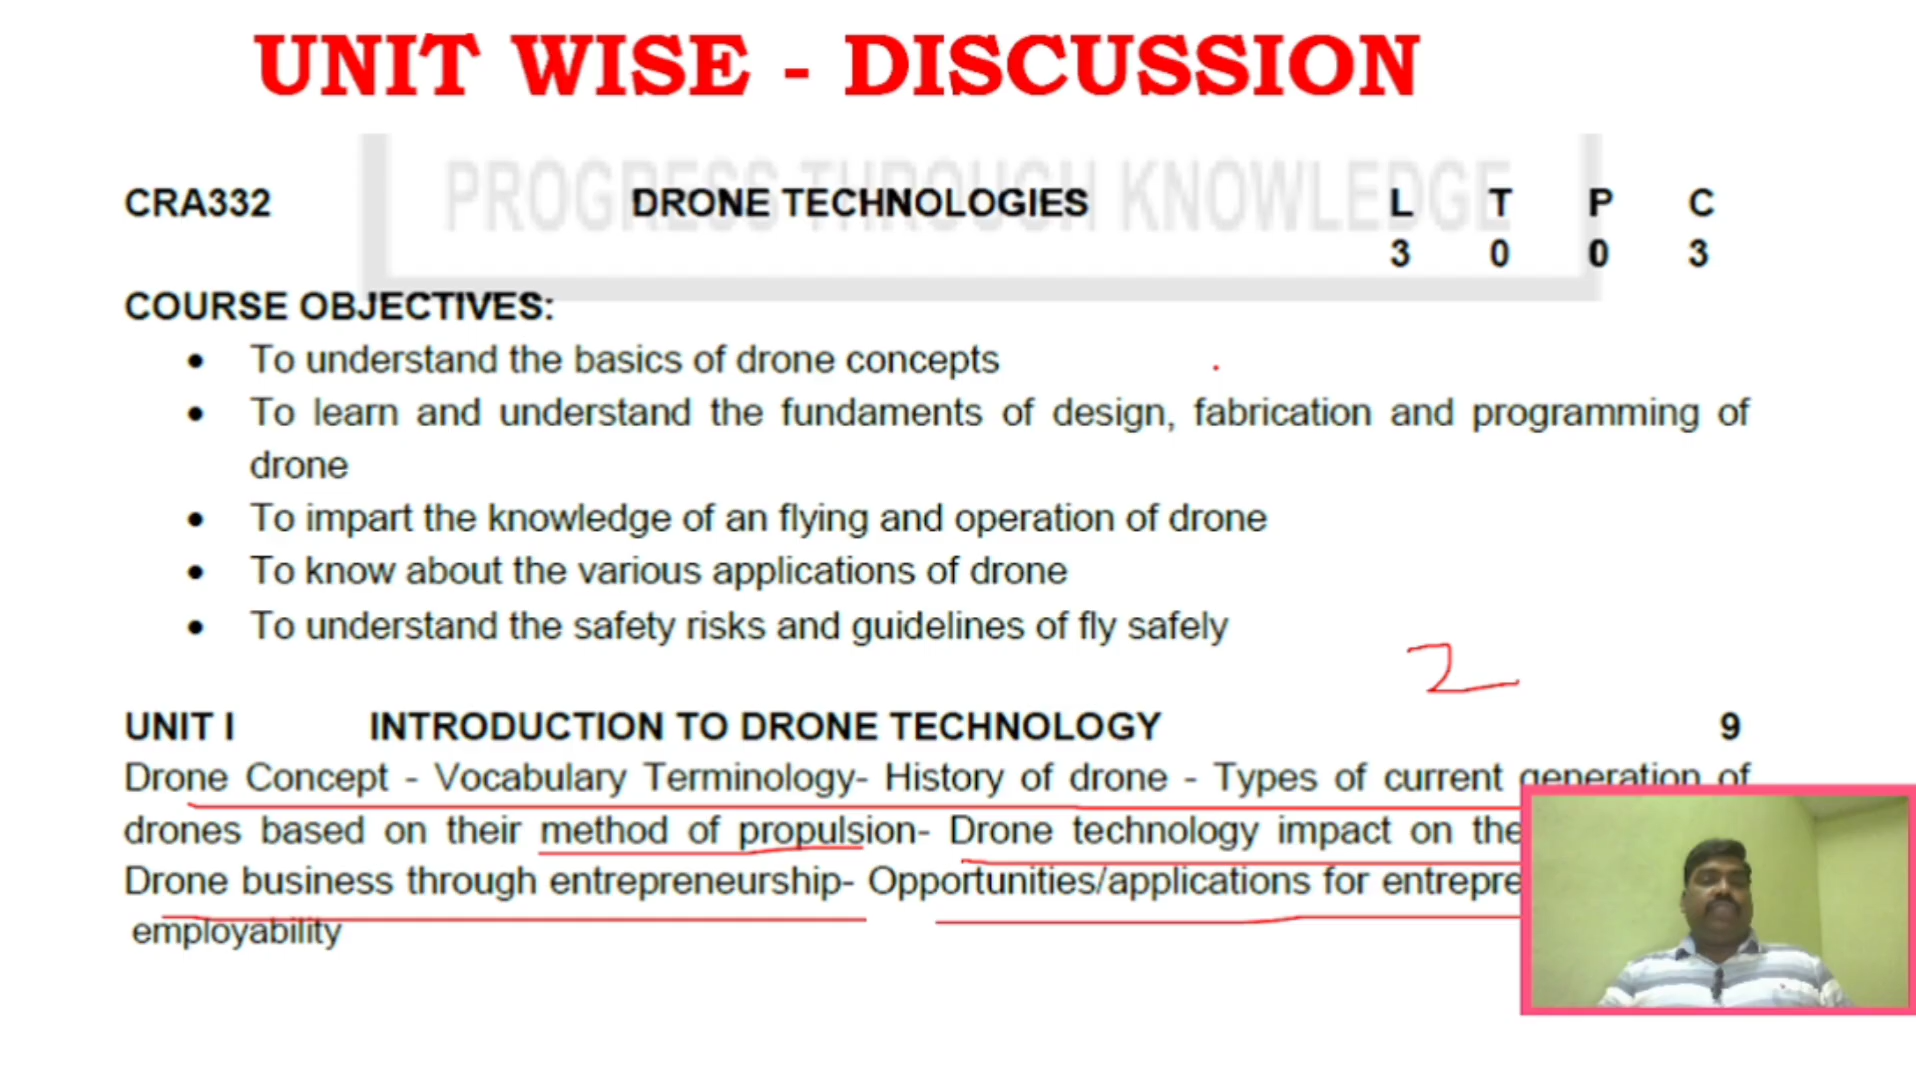 UNIT WISE - DISCUSSION
PROGRESS THROUGH KNOWLEDGE
CRA332 DRONE TECHNOLOGIES L T P C
3 0 0 3
COURSE OBJECTIVES:
• To understand the basics of drone concepts
• To learn and understand the fundaments of design, fabrication and programming of
drone
• To impart the knowledge of an flying and operation of drone
• To know about the various applications of drone
• To understand the safety risks and guidelines of fly safely
2
UNIT I INTRODUCTION TO DRONE TECHNOLOGY 9
Drone Concept - Vocabulary Terminology- History of drone - Types of current generation of
drones based on their method of propulsion- Drone technology impact on the
Drone business through entrepreneurship- Opportunities/applications for entrepre
employability